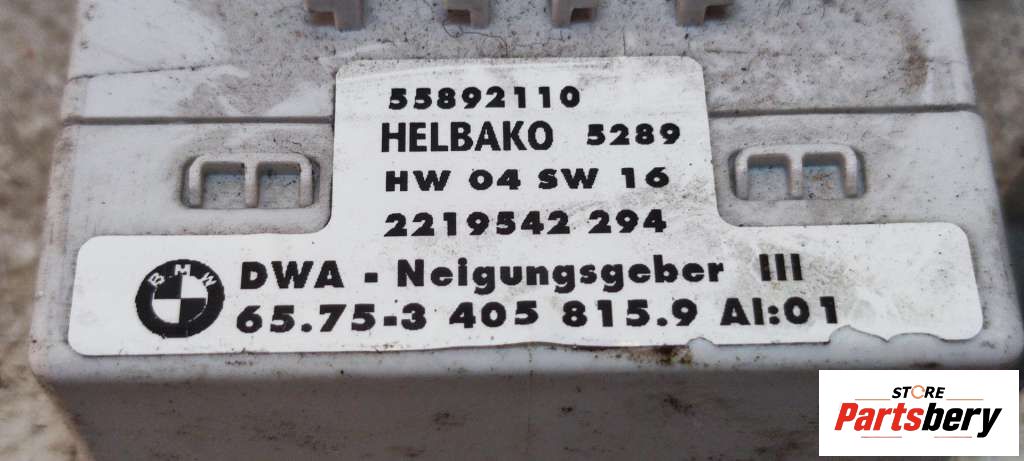 55892110
HELBAKO 5289
HW 04 SW 16
2219542 294
BMW
DWA - Neigungsgeber III
65.75-3 405 815.9 AI:01
STORE
Partsbery